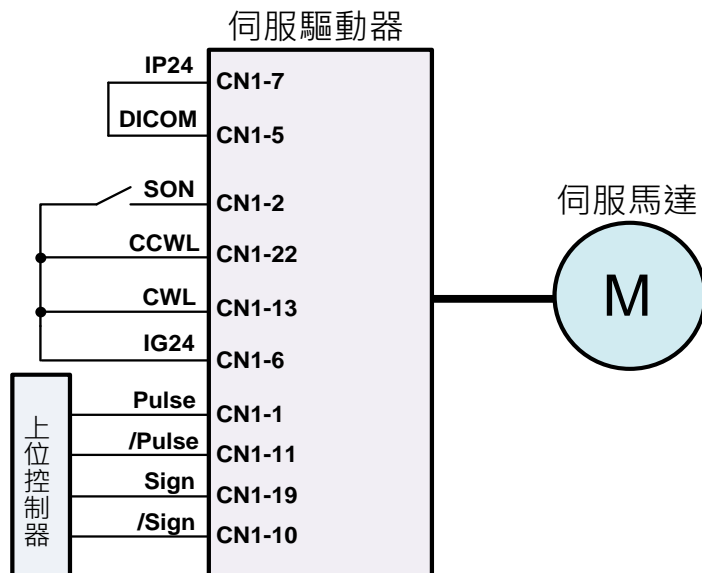 伺服驅動器
IP24 CN1-7
DICOM CN1-5
SON CN1-2
CCWL CN1-22
CWL CN1-13
IG24 CN1-6
Pulse CN1-1
/Pulse CN1-11
Sign CN1-19
/Sign CN1-10
上位控制器
伺服馬達
M